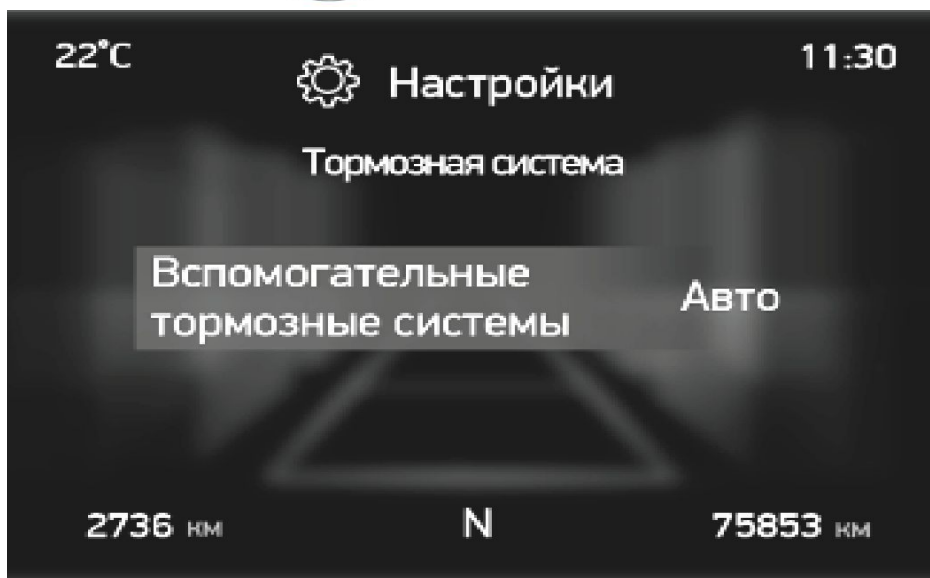 22°C
11:30
Настройки
Тормозная система
Вспомогательные
тормозные системы
Авто
2736 км
N
75853 км